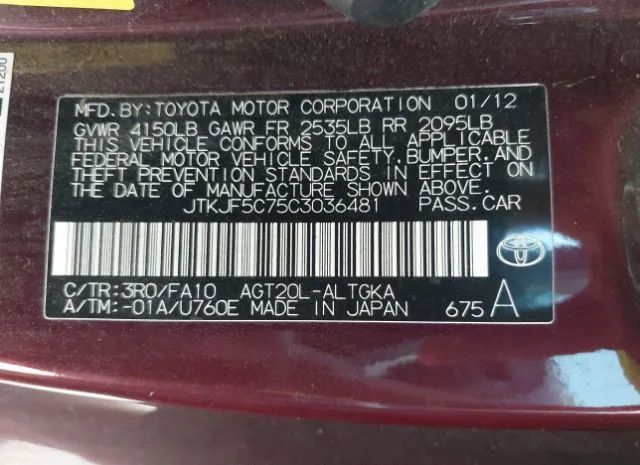 MFD. BY: TOYOTA MOTOR CORPORATION 01/12
GVWR 4150LB GAWR FR 2535LB RR 2095LB
THIS VEHICLE CONFORMS TO ALL APPLICABLE
FEDERAL MOTOR VEHICLE SAFETY, BUMPER, AND
THEFT PREVENTION STANDARDS IN EFFECT ON
THE DATE OF MANUFACTURE SHOWN ABOVE.
JTKJF5C75C3036481 PASS. CAR
C/TR: 3R0/FA10 AGT20L-ALTGKA
A/TM: -01A/U760E MADE IN JAPAN 675 A
TOYOTA